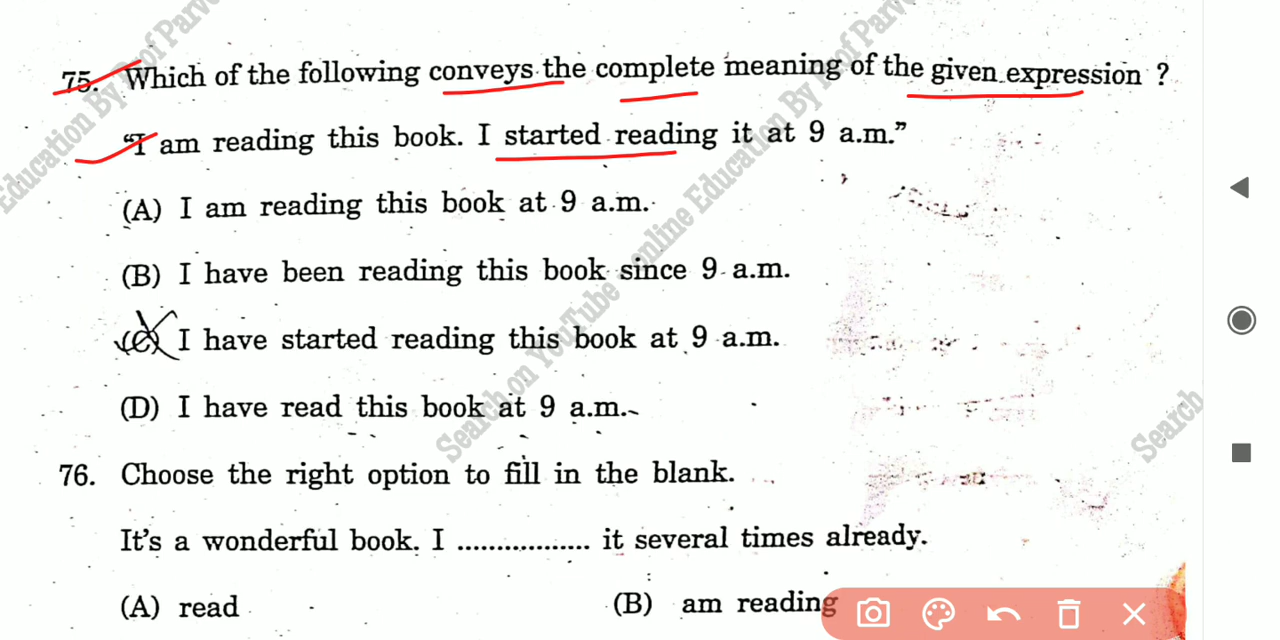 75. Which of the following conveys the complete meaning of the given expression ?
"I am reading this book. I started reading it at 9 a.m."
(A) I am reading this book at 9 a.m.
(B) I have been reading this book since 9 a.m.
(C) I have started reading this book at 9 a.m.
(D) I have read this book at 9 a.m.
76. Choose the right option to fill in the blank.
It's a wonderful book. I ................. it several times already.
(A) read
(B) am reading
Education By Prof Parv
Search on YouTube - online Education By Prof Parv
Search